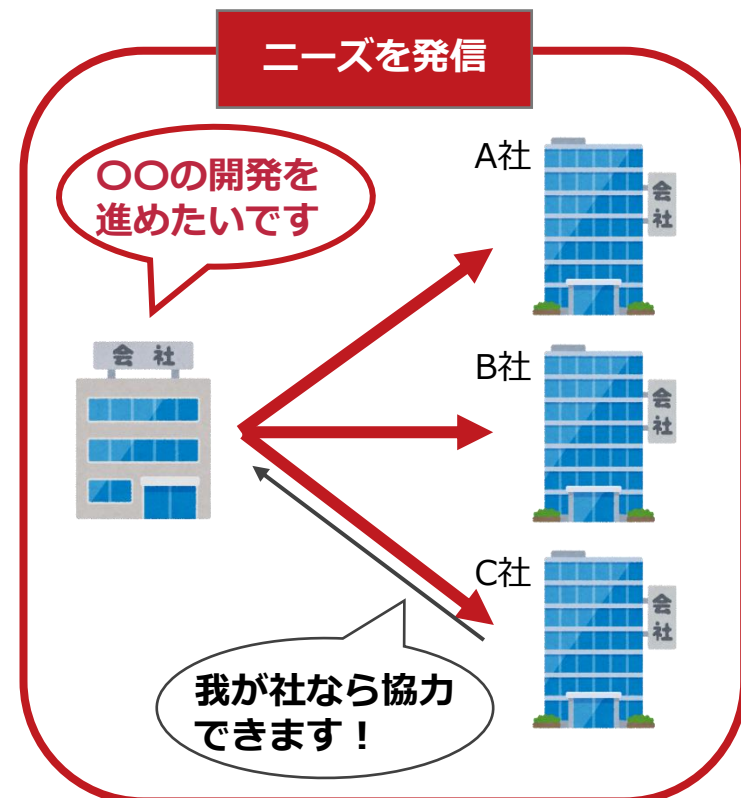 ニーズを発信
〇〇の開発を
進めたいです
会社
A社
会
社
B社
会
社
C社
会
社
我が社なら協力
できます！